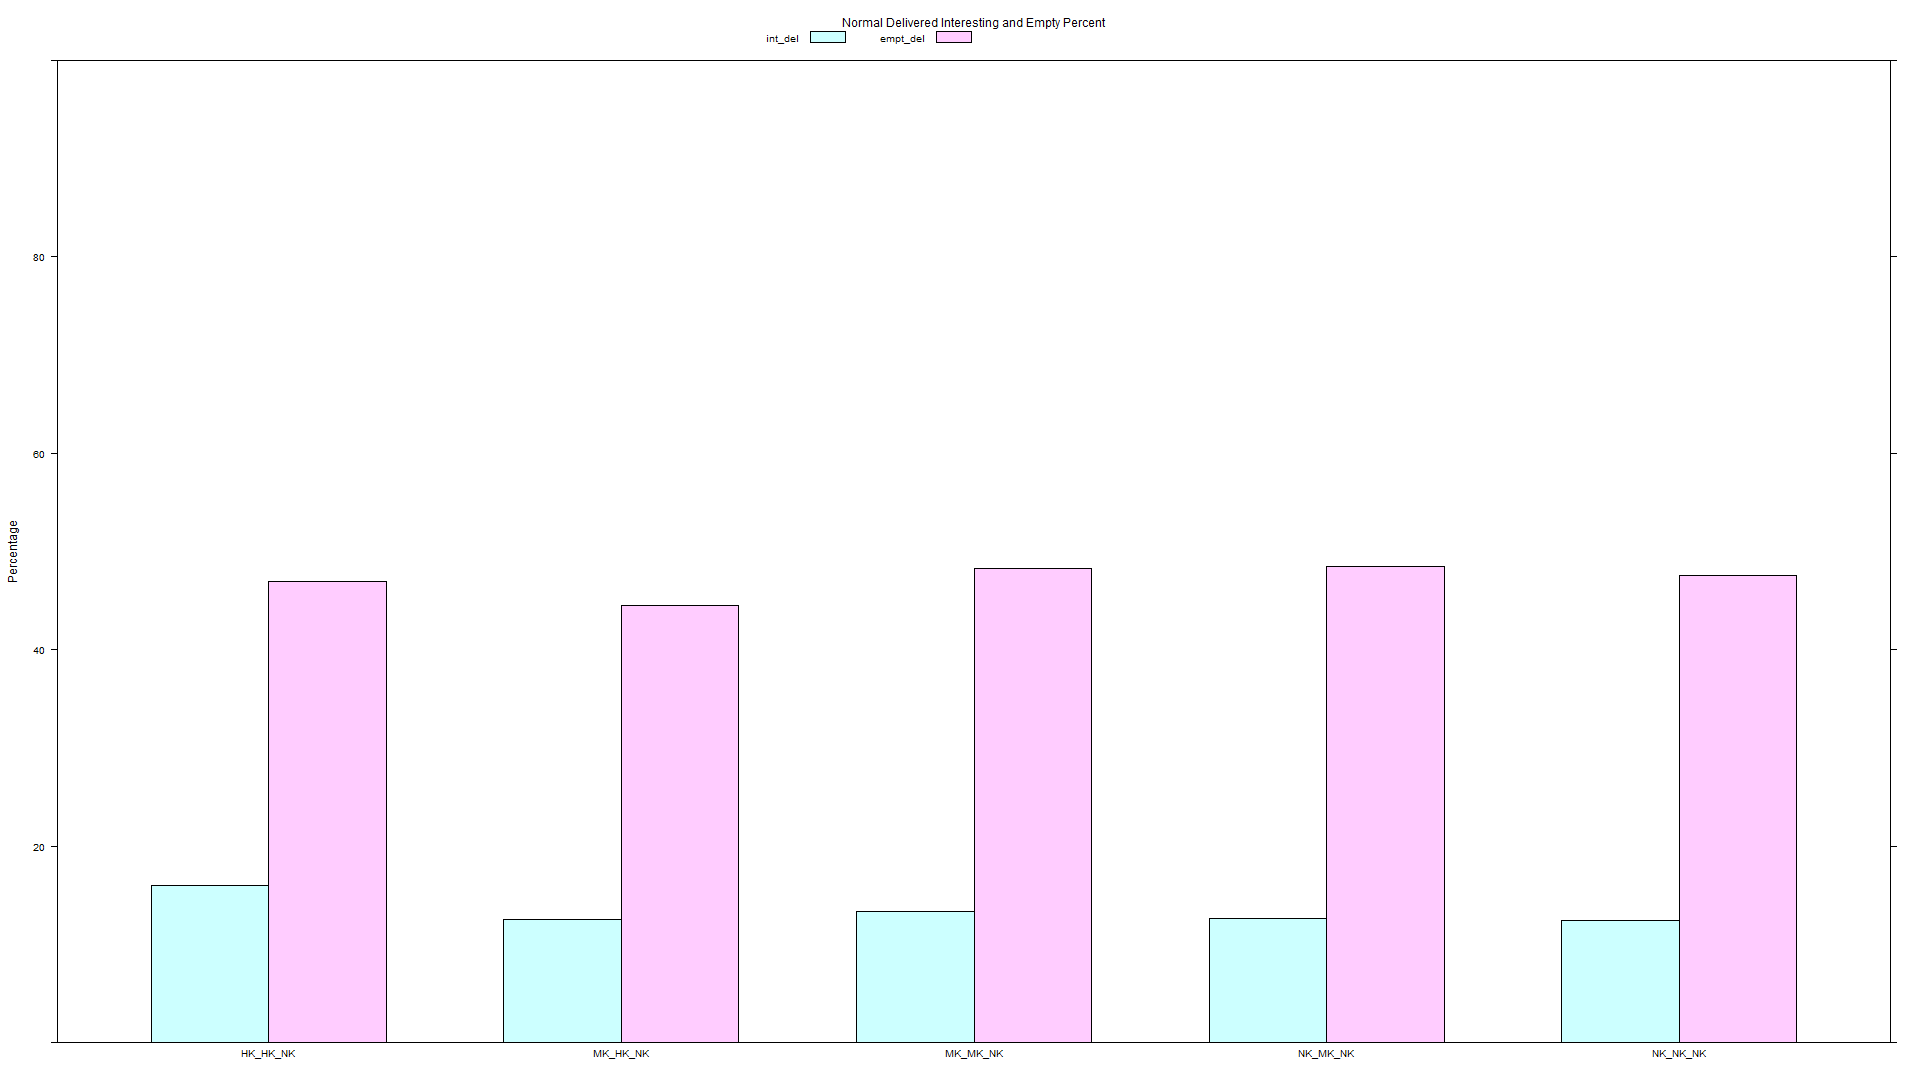 Normal Delivered Interesting and Empty Percent
int_del empt_del
80
60
Percentage
40
20
HK_HK_NK MK_HK_NK MK_MK_NK NK_MK_NK NK_NK_NK